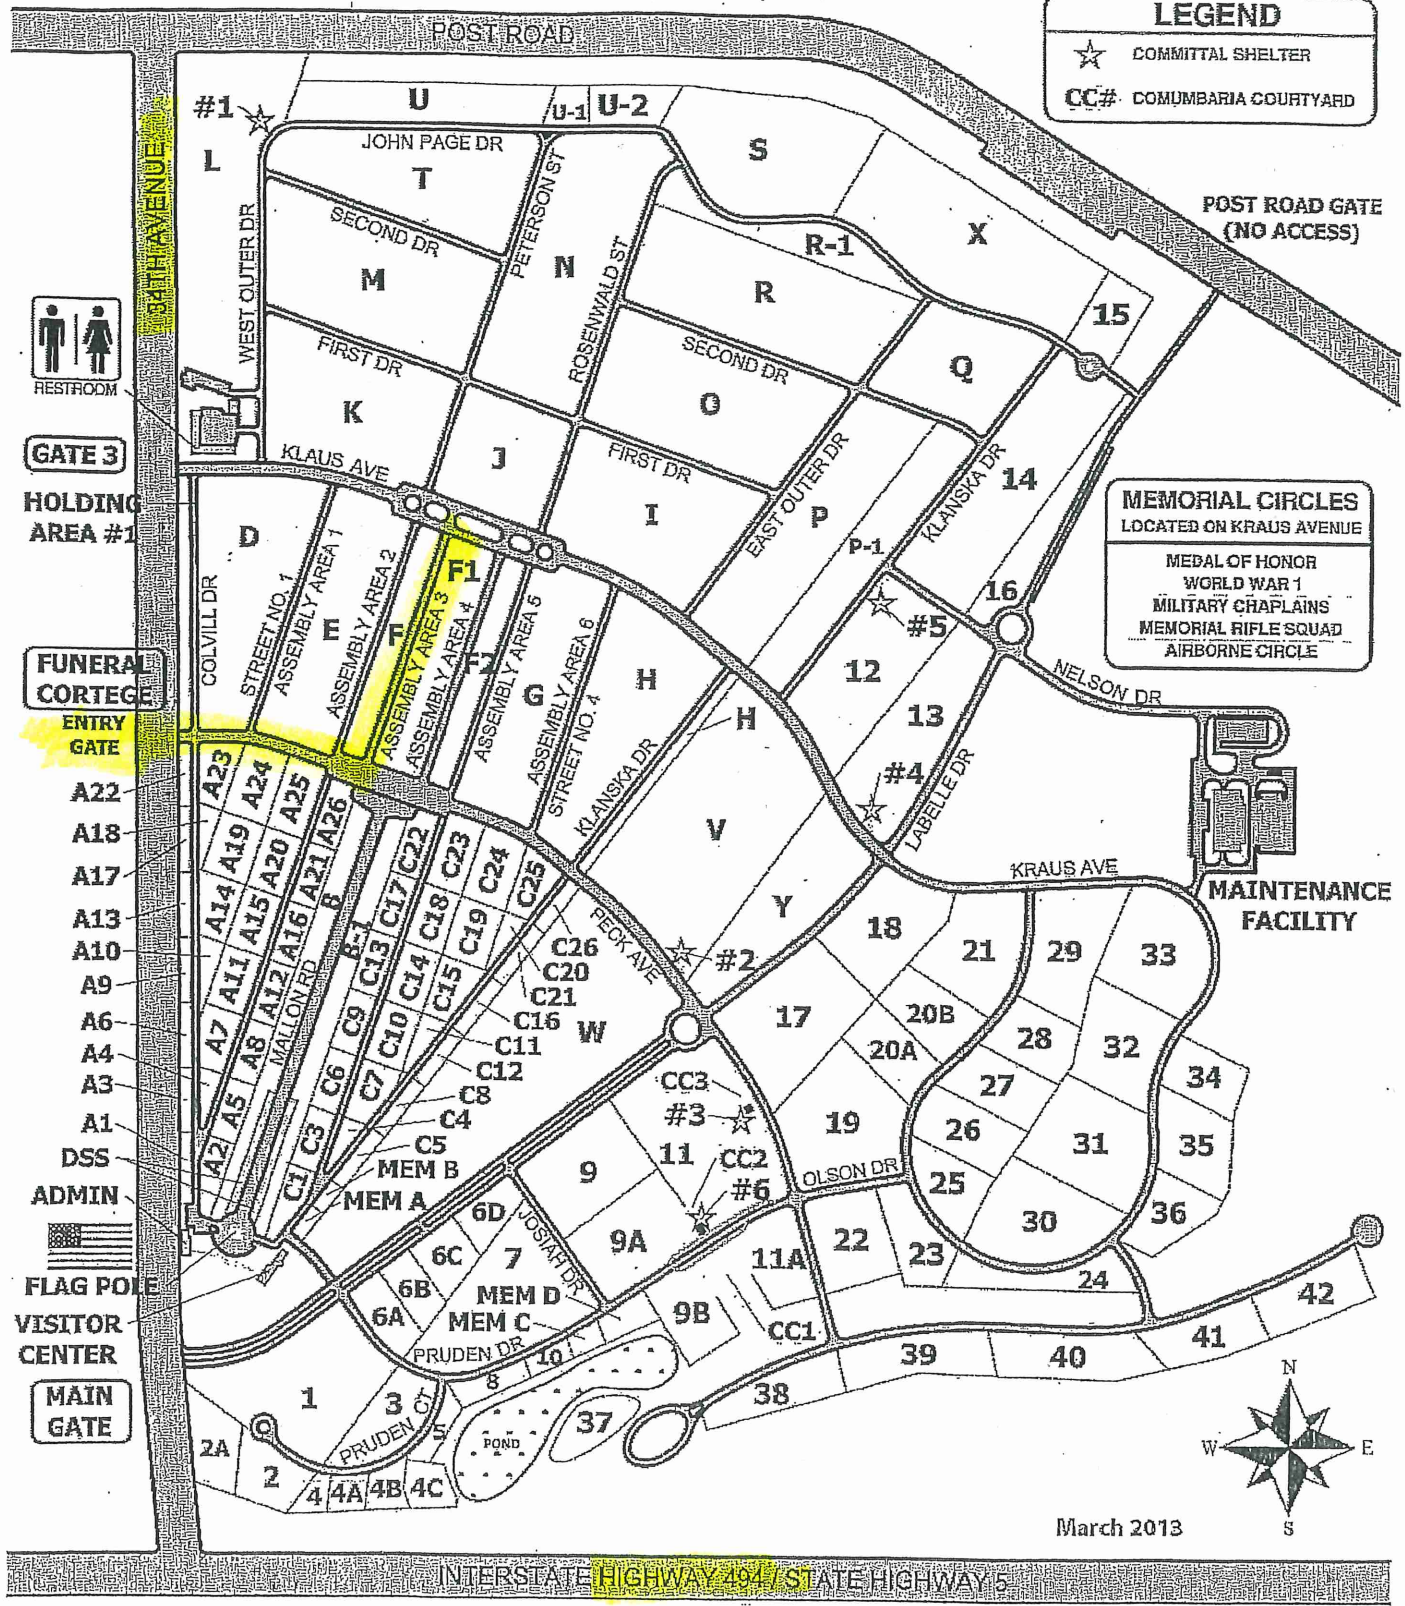 POST ROAD
LEGEND
COMMITTAL SHELTER
CC# COMUMBARIA COURTYARD
34TH AVENUE
#1
U
U-1
U-2
S
L
JOHN PAGE DR
T
PETERSON ST
POST ROAD GATE
(NO ACCESS)
X
SECOND DR
WEST OUTER DR
M
N
ROSENWALD ST
R-1
R
15
RESTROOM
FIRST DR
SECOND DR
Q
K
O
GATE 3
KLAUS AVE
J
FIRST DR
I
EAST OUTER DR
P
KLANSKA DR
14
HOLDING
AREA #1
D
P-1
MEMORIAL CIRCLES
LOCATED ON KRAUS AVENUE
MEDAL OF HONOR
WORLD WAR 1
MILITARY CHAPLAINS
MEMORIAL RIFLE SQUAD
AIRBORNE CIRCLE
COLVILL DR
STREET NO. 1
ASSEMBLY AREA 1
E
ASSEMBLY AREA 2
F
ASSEMBLY AREA 3
F1
ASSEMBLY AREA 4
F2
ASSEMBLY AREA 5
G
ASSEMBLY AREA 6
STREET NO. 4
H
KLANSKA DR
H
16
#5
12
13
NELSON DR
FUNERAL
CORTEGE
ENTRY
GATE
#4
LABELLE DR
V
A22
A18
A17
A13
A10
A9
A6
A4
A3
A1
A23
A24
A25
A26
A19
A20
A21
A14
A15
A16
A11
A12
A7
A8
A5
A2
MALLON RD
B
B-1
C22
C23
C24
C25
C17
C18
C19
C13
C14
C15
C9
C10
C6
C7
C3
C1
C26
C20
C21
C16
C11
C12
C8
C4
C5
MEM B
MEM A
PECK AVE
W
Y
#2
KRAUS AVE
MAINTENANCE
FACILITY
18
21
29
33
17
20B
20A
28
32
27
34
19
26
31
35
25
30
36
OLSON DR
CC3
#3
11
CC2
#6
9
9A
DSS
ADMIN
FLAG POLE
VISITOR
CENTER
MAIN
GATE
6D
6C
6B
6A
7
JOSIAH DR
MEM D
MEM C
PRUDEN DR
10
8
9B
11A
CC1
22
23
24
42
41
40
39
38
37
POND
1
3
PRUDEN CT
5
2A
2
4
4A
4B
4C
N
W
E
S
March 2013
INTERSTATE HIGHWAY 494 / STATE HIGHWAY 5